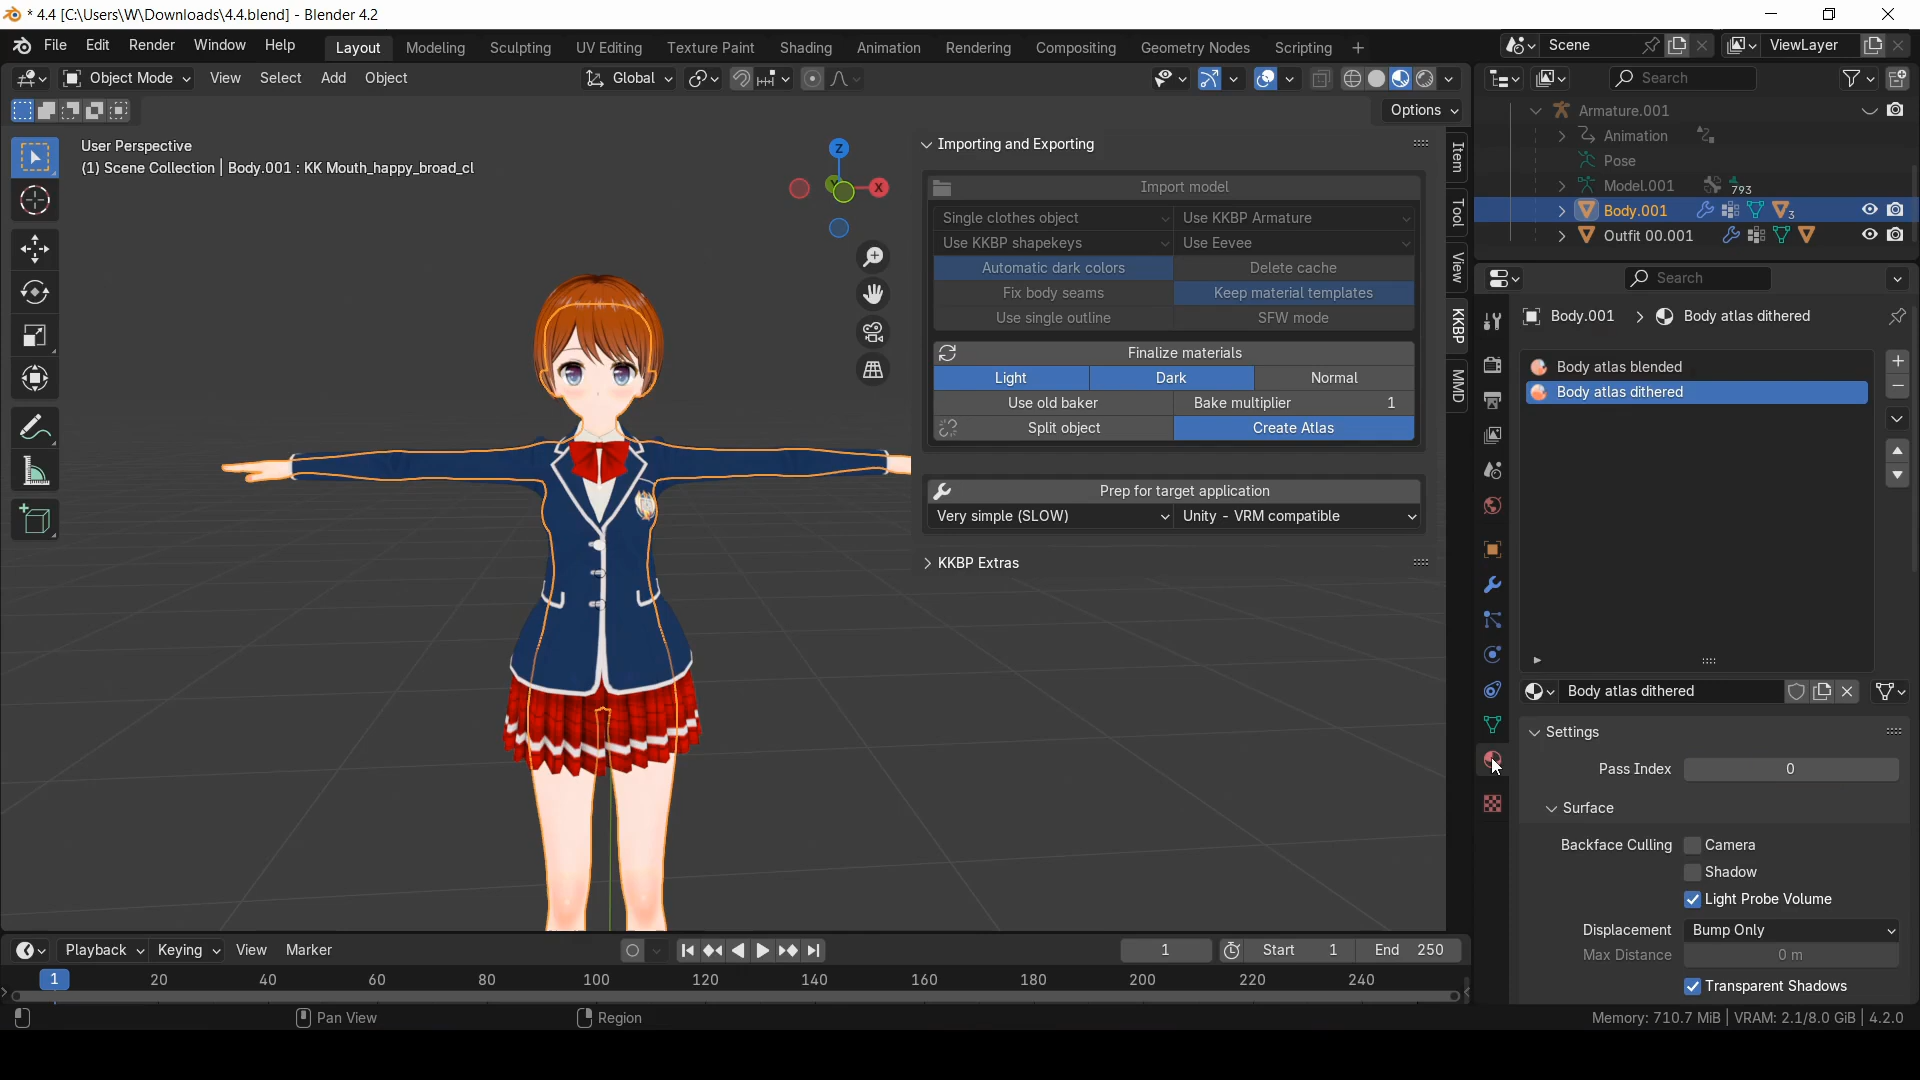 * 4.4 [C:\Users\W\Downloads\4.4.blend] - Blender 4.2
File Edit Render Window Help Layout Modeling Sculpting UV Editing Texture Paint Shading Animation Rendering Compositing Geometry Nodes Scripting + Scene ViewLayer
Object Mode View Select Add Object Global
Options
User Perspective
(1) Scene Collection | Body.001 : KK Mouth_happy_broad_cl
Z
X
Y
Importing and Exporting
Import model
Single clothes object Use KKBP Armature
Use KKBP shapekeys Use Eevee
Automatic dark colors Delete cache
Fix body seams Keep material templates
Use single outline SFW mode
Finalize materials
Light Dark Normal
Use old baker Bake multiplier 1
Split object Create Atlas
Prep for target application
Very simple (SLOW) Unity - VRM compatible
KKBP Extras
Item
Tool
View
KKBP
MMD
Search
Armature.001
Animation
Pose
Model.001 793
Body.001 3
Outfit 00.001
Search
Body.001 > Body atlas dithered
Body atlas blended
Body atlas dithered
Body atlas dithered
Settings
Pass Index 0
Surface
Backface Culling Camera
Shadow
Light Probe Volume
Displacement Bump Only
Max Distance 0 m
Transparent Shadows
Playback Keying View Marker 1 Start 1 End 250
1 20 40 60 80 100 120 140 160 180 200 220 240
Pan View Region Memory: 710.7 MiB | VRAM: 2.1/8.0 GiB | 4.2.0